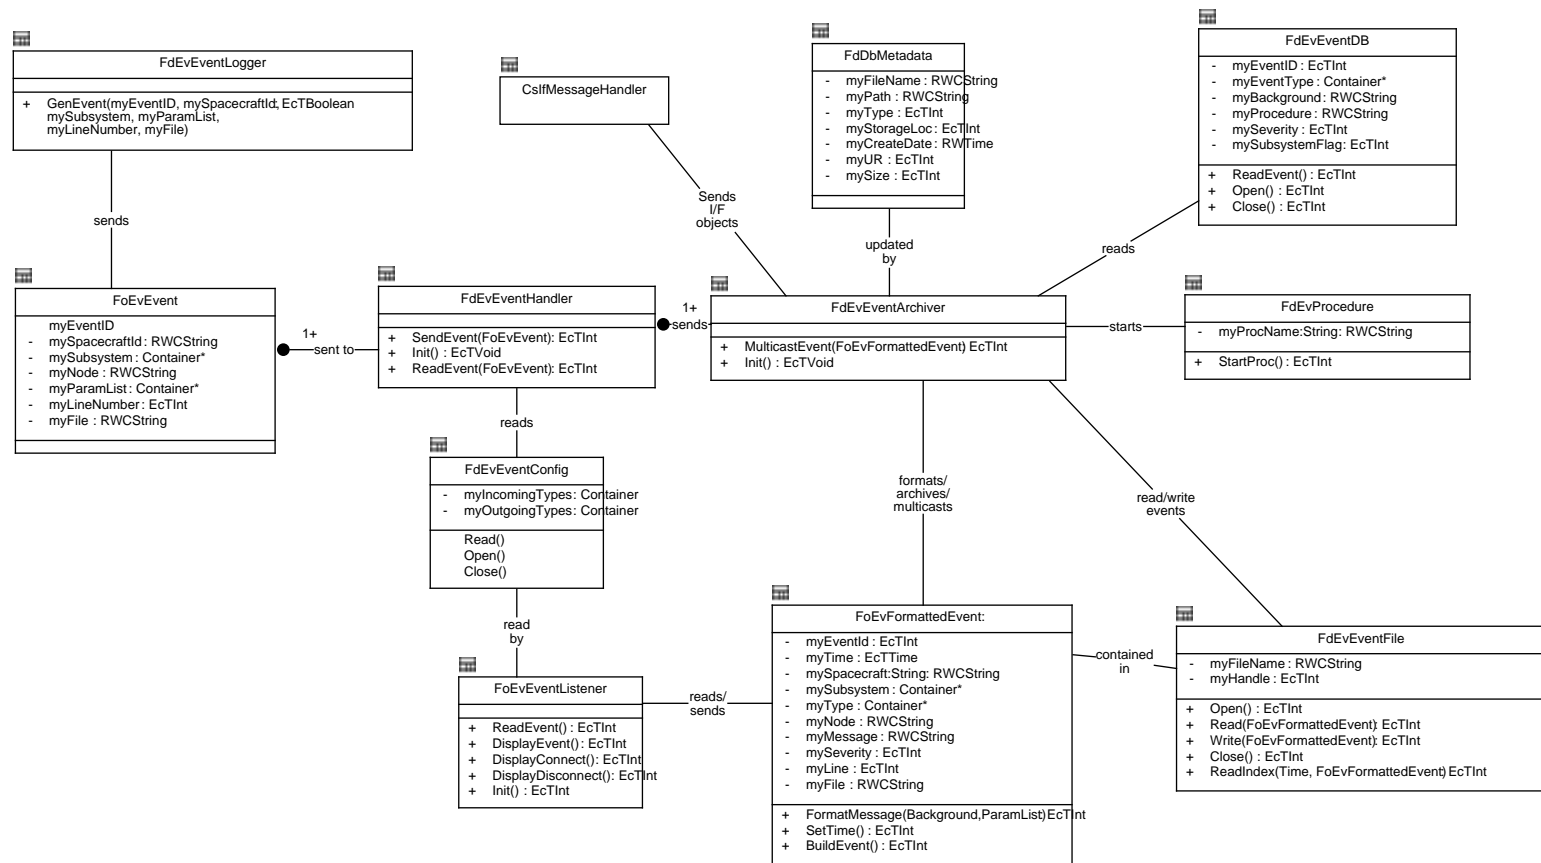 FdEvEventLogger
+ GenEvent(myEventID, mySpacecraftId, EcTBoolean
mySubsystem, myParamList,
myLineNumber, myFile)
sends
CsIfMessageHandler
Sends
I/F
objects
FdDbMetadata
- myFileName : RWCString
- myPath : RWCString
- myType : EcTInt
- myStorageLoc : EcTInt
- myCreateDate : RWTime
- myUR : EcTInt
- mySize : EcTInt
updated
by
FdEvEventDB
- myEventID : EcTInt
- myEventType : Container*
- myBackground : RWCString
- myProcedure : RWCString
- mySeverity : EcTInt
- mySubsystemFlag : EcTInt
+ ReadEvent() : EcTInt
+ Open() : EcTInt
+ Close() : EcTInt
reads
FoEvEvent
myEventID
- mySpacecraftId : RWCString
- mySubsystem : Container*
- myNode : RWCString
- myParamList : Container*
- myLineNumber : EcTInt
- myFile : RWCString
1+
sent to
FdEvEventHandler
+ SendEvent(FoEvEvent) : EcTInt
+ Init() : EcTVoid
+ ReadEvent(FoEvEvent) : EcTInt
1+
sends
FdEvEventArchiver
+ MulticastEvent(FoEvFormattedEvent) EcTInt
+ Init() : EcTVoid
starts
FdEvProcedure
- myProcName:String: RWCString
+ StartProc() : EcTInt
reads
FdEvEventConfig
- myIncomingTypes : Container
- myOutgoingTypes : Container
Read()
Open()
Close()
read
by
formats/
archives/
multicasts
read/write
events
FoEvEventListener
+ ReadEvent() : EcTInt
+ DisplayEvent() : EcTInt
+ DisplayConnect() : EcTInt
+ DisplayDisconnect() : EcTInt
+ Init() : EcTInt
reads/
sends
FoEvFormattedEvent:
- myEventId : EcTInt
- myTime : EcTTime
- mySpacecraft:String: RWCString
- mySubsystem : Container*
- myType : Container*
- myNode : RWCString
- myMessage : RWCString
- mySeverity : EcTInt
- myLine : EcTInt
- myFile : RWCString
+ FormatMessage(Background,ParamList) EcTInt
+ SetTime() : EcTInt
+ BuildEvent() : EcTInt
contained
in
FdEvEventFile
- myFileName : RWCString
- myHandle : EcTInt
+ Open() : EcTInt
+ Read(FoEvFormattedEvent) : EcTInt
+ Write(FoEvFormattedEvent) : EcTInt
+ Close() : EcTInt
+ ReadIndex(Time, FoEvFormattedEvent) EcTInt